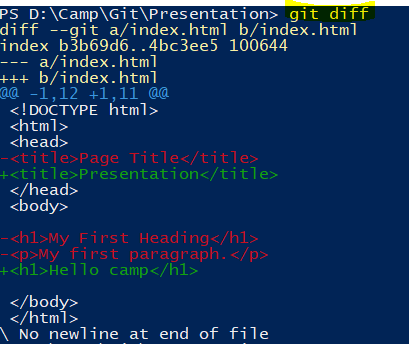 PS D:\Camp\Git\Presentation> git diff
diff --git a/index.html b/index.html
index b3b69d6..4bc3ee5 100644
--- a/index.html
+++ b/index.html
@@ -1,12 +1,11 @@
 <!DOCTYPE html>
 <html>
 <head>
-<title>Page Title</title>
+<title>Presentation</title>
 </head>
 <body>

-<h1>My First Heading</h1>
-<p>My first paragraph.</p>
+<h1>Hello camp</h1>

 </body>
 </html>
\ No newline at end of file